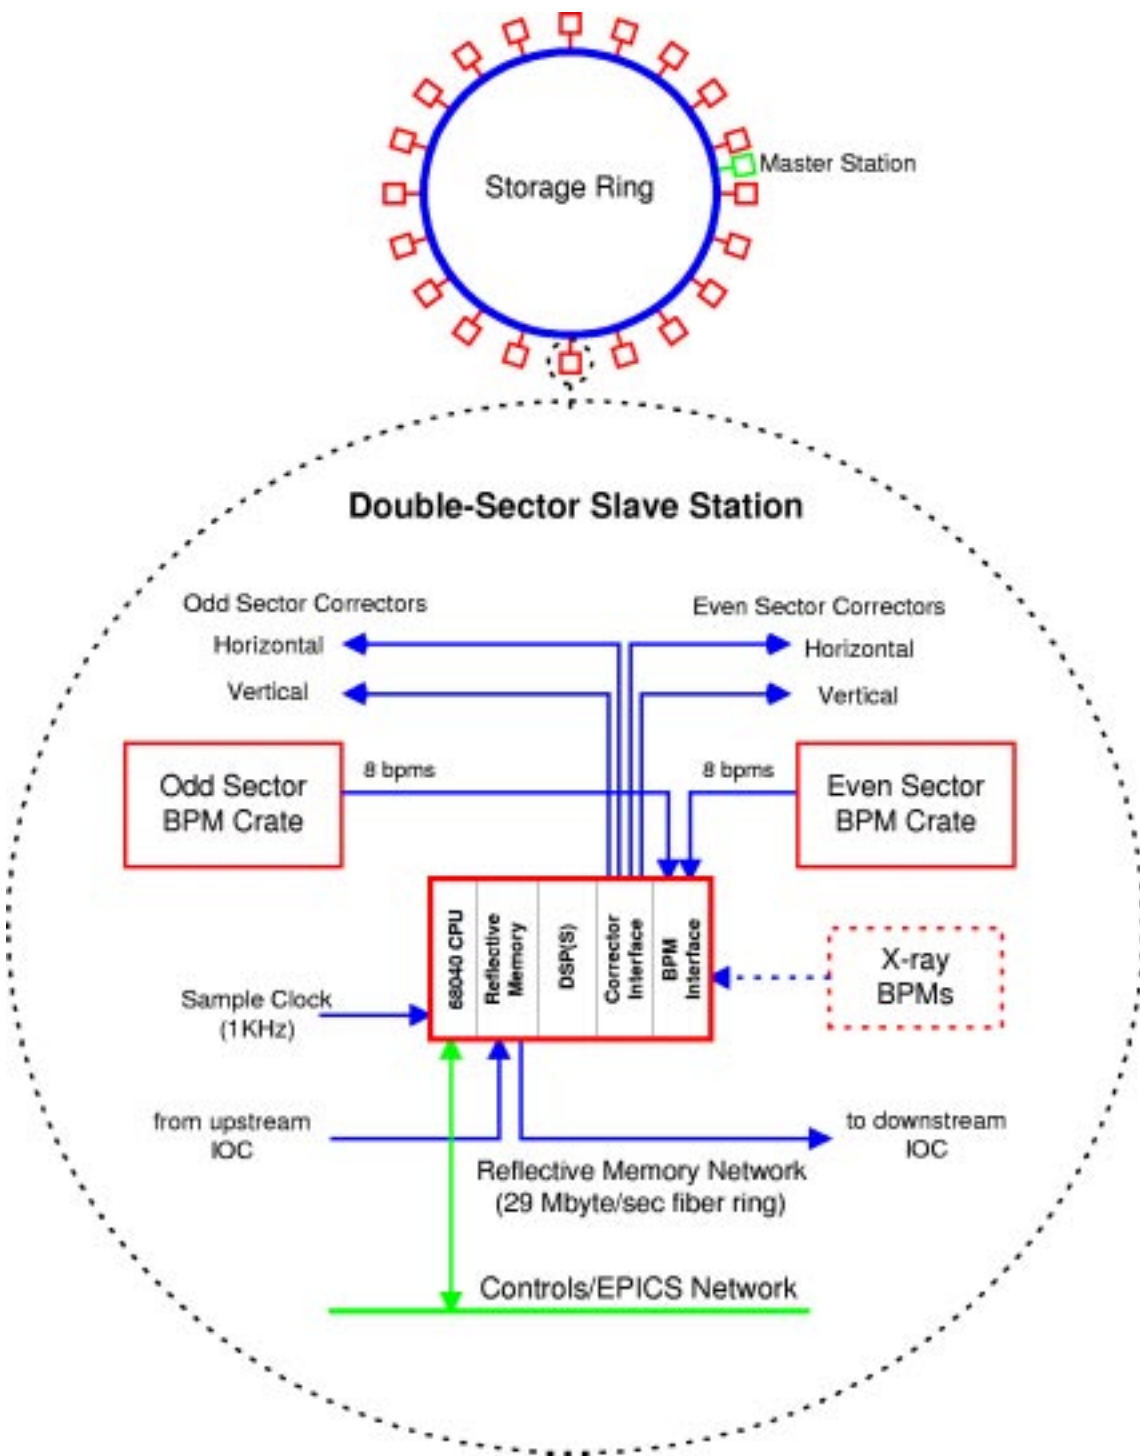 Storage Ring
Master Station
Double-Sector Slave Station
Odd Sector Correctors
Even Sector Correctors
Horizontal
Horizontal
Vertical
Vertical
Odd Sector
BPM Crate
8 bpms
8 bpms
Even Sector
BPM Crate
68040 CPU
Reflective
Memory
DSP(S)
Corrector
Interface
BPM
Interface
X-ray
BPMs
Sample Clock
(1KHz)
from upstream
IOC
to downstream
IOC
Reflective Memory Network
(29 Mbyte/sec fiber ring)
Controls/EPICS Network